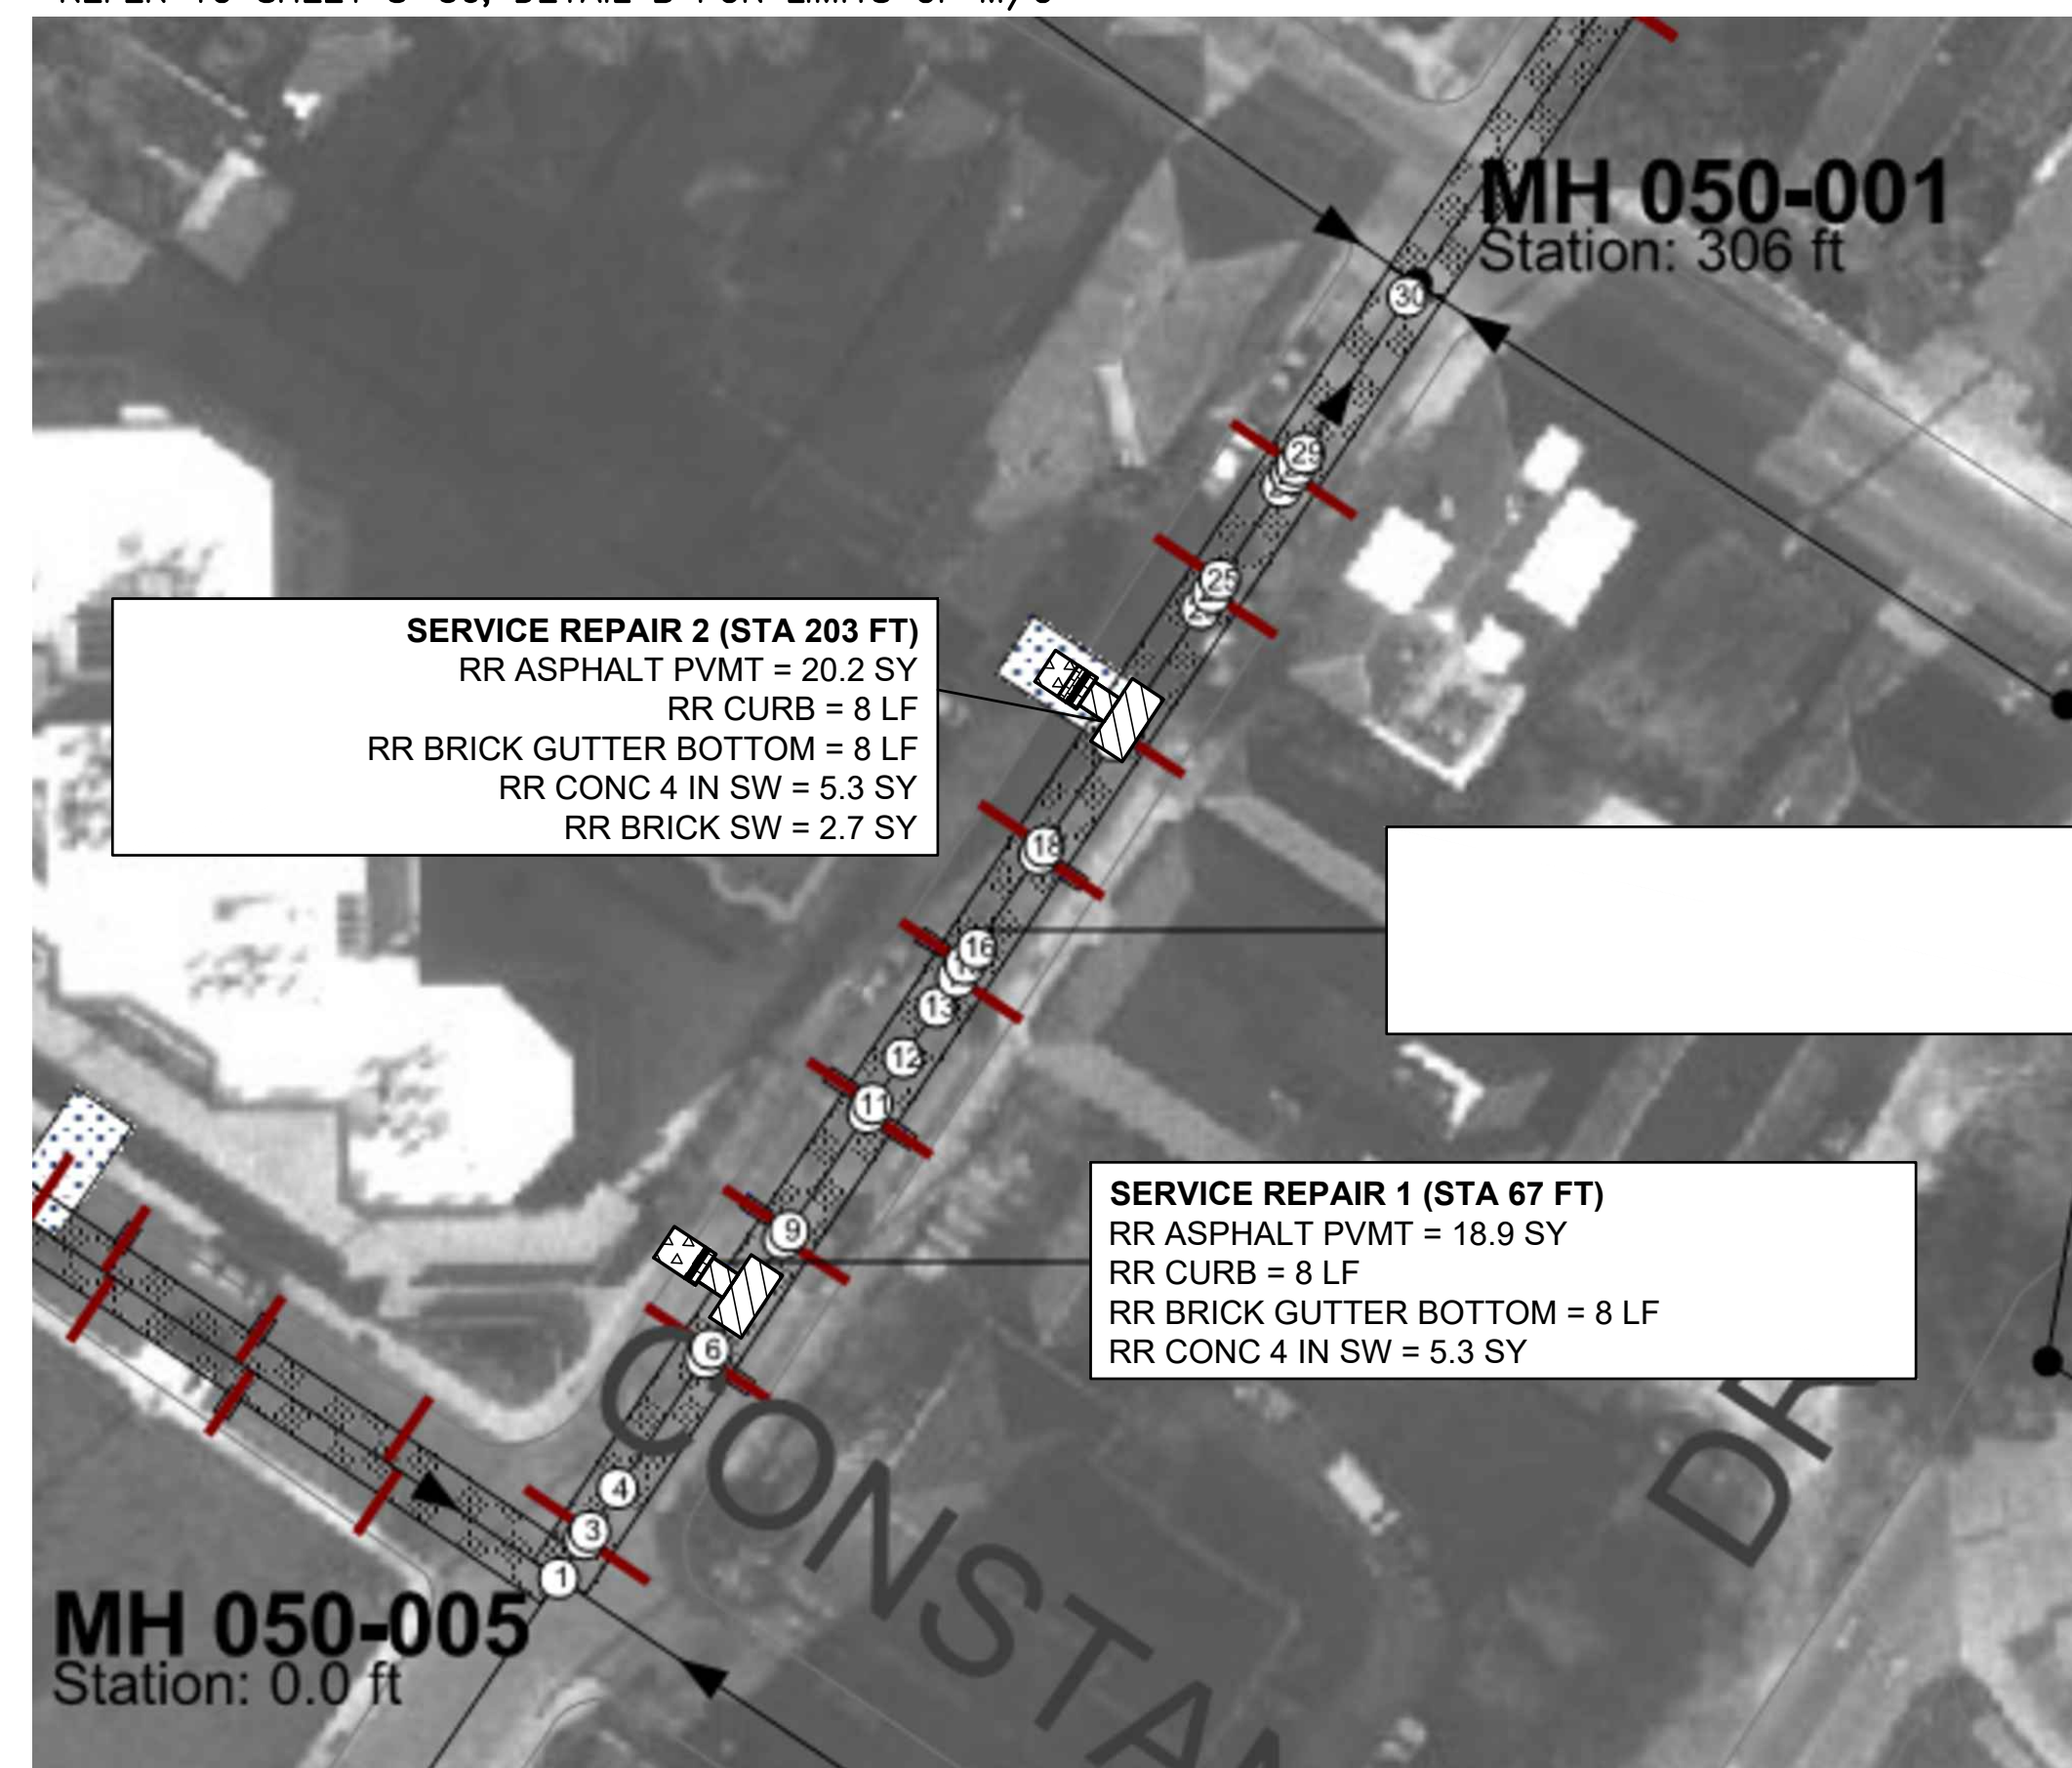 MH 050-001
Station: 306 ft
30
29
25
SERVICE REPAIR 2 (STA 203 FT)
RR ASPHALT PVMT = 20.2 SY
RR CURB = 8 LF
RR BRICK GUTTER BOTTOM = 8 LF
RR CONC 4 IN SW = 5.3 SY
RR BRICK SW = 2.7 SY
18
16
13
12
11
9
SERVICE REPAIR 1 (STA 67 FT)
RR ASPHALT PVMT = 18.9 SY
RR CURB = 8 LF
RR BRICK GUTTER BOTTOM = 8 LF
RR CONC 4 IN SW = 5.3 SY
6
4
3
1
MH 050-005
Station: 0.0 ft
CONSTAN
DR